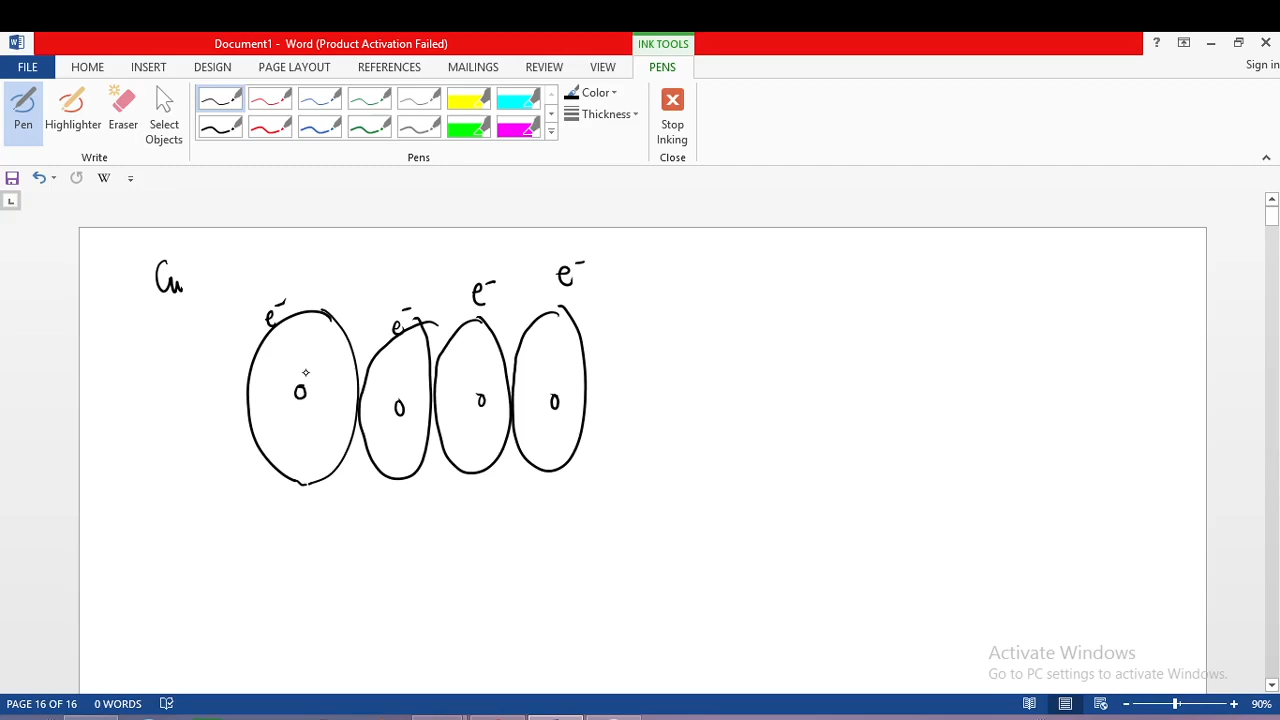 Document1 - Word (Product Activation Failed)
INK TOOLS
?
FILE HOME INSERT DESIGN PAGE LAYOUT REFERENCES MAILINGS REVIEW VIEW PENS
Sign in
Pen Highlighter Eraser Select Objects
Color
Thickness
Stop Inking
Write Pens Close
W
L
Cu
e⁻ e⁻ e⁻ e⁻
Activate Windows
Go to PC settings to activate Windows.
PAGE 16 OF 16 0 WORDS 90%